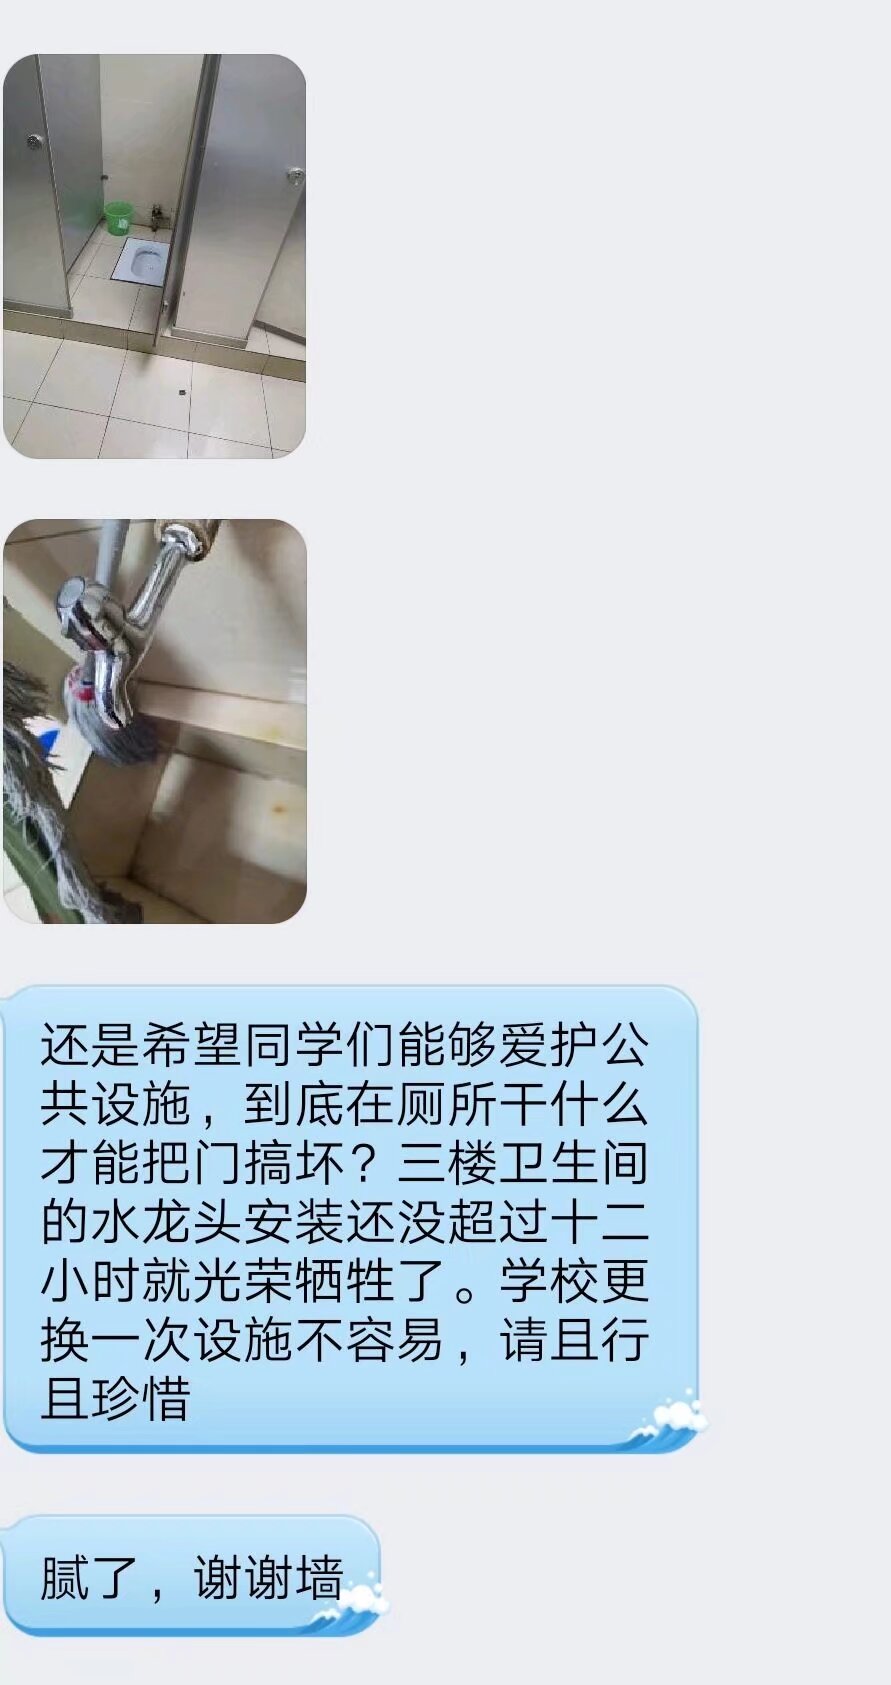 还是希望同学们能够爱护公
共设施，到底在厕所干什么
才能把门搞坏？三楼卫生间
的水龙头安装还没超过十二
小时就光荣牺牲了。学校更
换一次设施不容易，请且行
且珍惜
腻了，谢谢墙